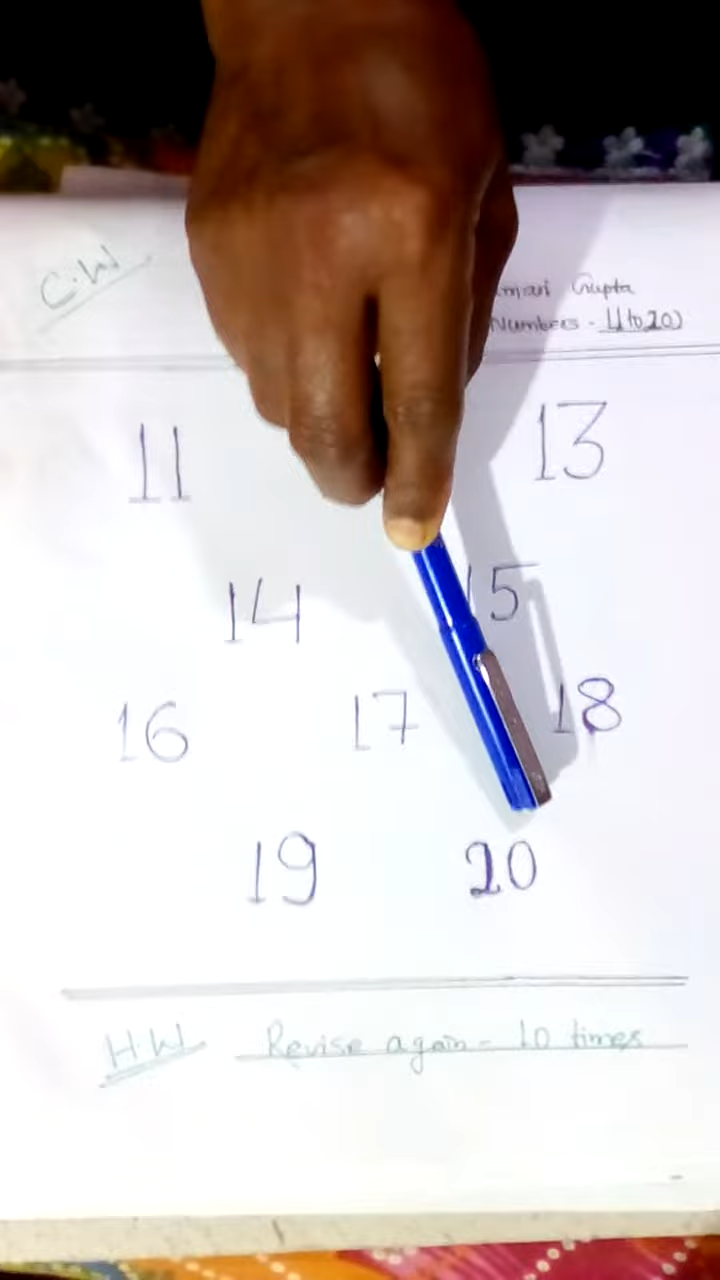 C.W
Gupta
Numbers - 11 to 20)
11 13
14 15
16 17 18
19 20
H.W Revise again - 10 times